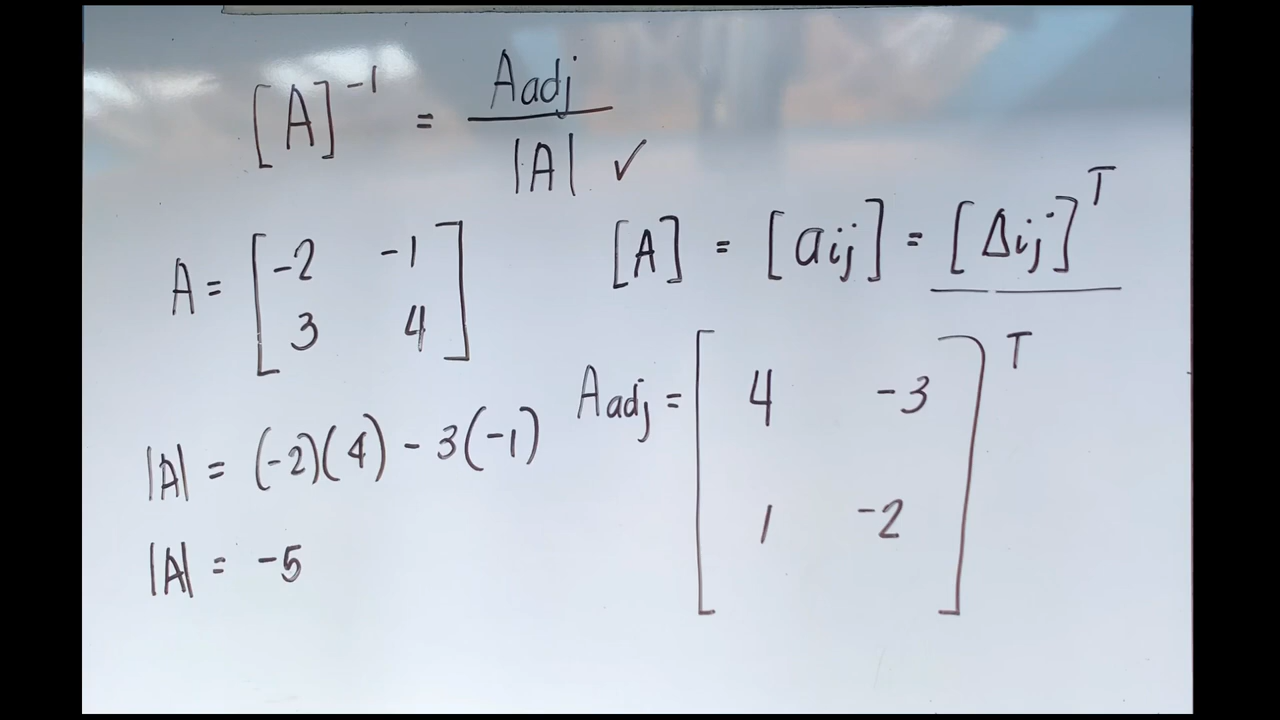 [A]⁻¹ = Aadj / |A| ✓
A = [-2 -1
3 4]
[A] = [aij] = [Δij]ᵀ
|A| = (-2)(4) - 3(-1)
|A| = -5
Aadj = [4 -3
1 -2]ᵀ